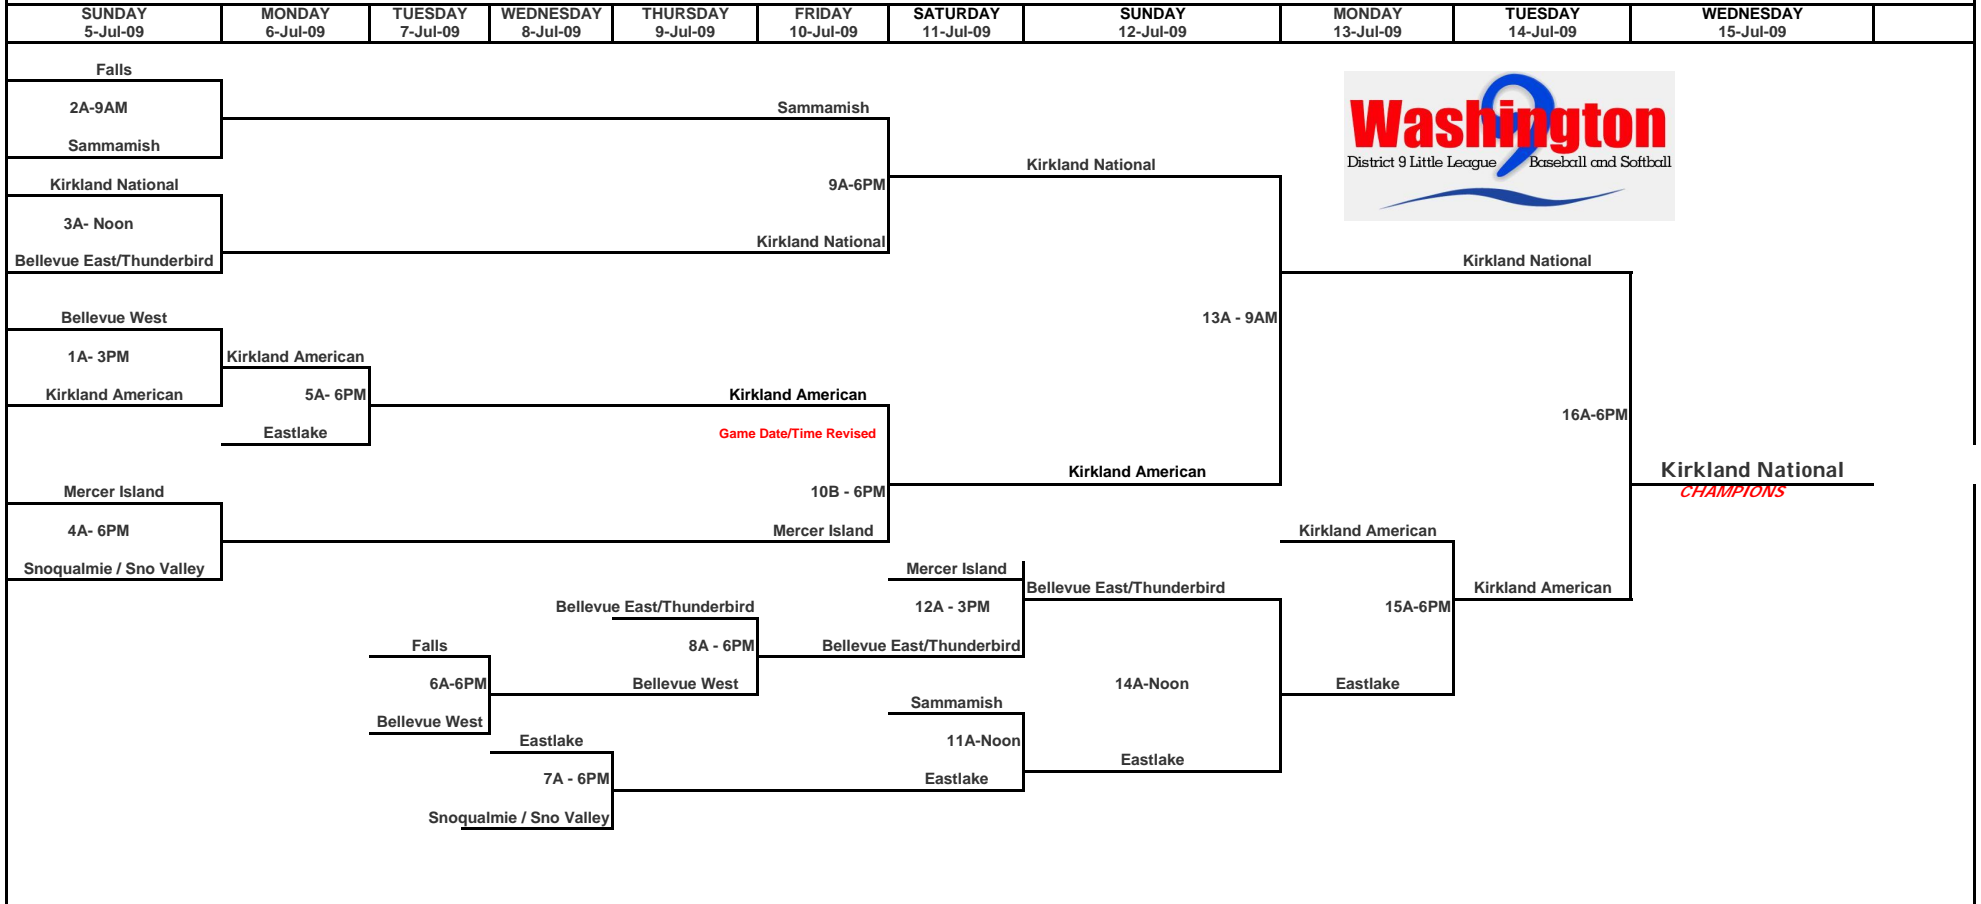 SUNDAY MONDAY TUESDAY WEDNESDAY THURSDAY FRIDAY SATURDAY SUNDAY MONDAY TUESDAY WEDNESDAY
5-Jul-09 6-Jul-09 7-Jul-09 8-Jul-09 9-Jul-09 10-Jul-09 11-Jul-09 12-Jul-09 13-Jul-09 14-Jul-09 15-Jul-09
Falls
2A-9AM Sammamish
Washington
9
Sammamish
District 9 Little League Baseball and Softball
Kirkland National
Kirkland National 9A-6PM
3A- Noon
Kirkland National
Bellevue East/Thunderbird Kirkland National
Bellevue West 13A - 9AM
1A- 3PM Kirkland American
Kirkland American 5A- 6PM Kirkland American
16A-6PM
Eastlake Game Date/Time Revised
Kirkland American Kirkland National
Mercer Island 10B - 6PM CHAMPIONS
4A- 6PM Mercer Island Kirkland American
Snoqualmie / Sno Valley Mercer Island
Bellevue East/Thunderbird Kirkland American
Bellevue East/Thunderbird 12A - 3PM 15A-6PM
Falls 8A - 6PM Bellevue East/Thunderbird
6A-6PM Bellevue West 14A-Noon Eastlake
Sammamish
Bellevue West
Eastlake 11A-Noon
Eastlake
7A - 6PM Eastlake
Snoqualmie / Sno Valley